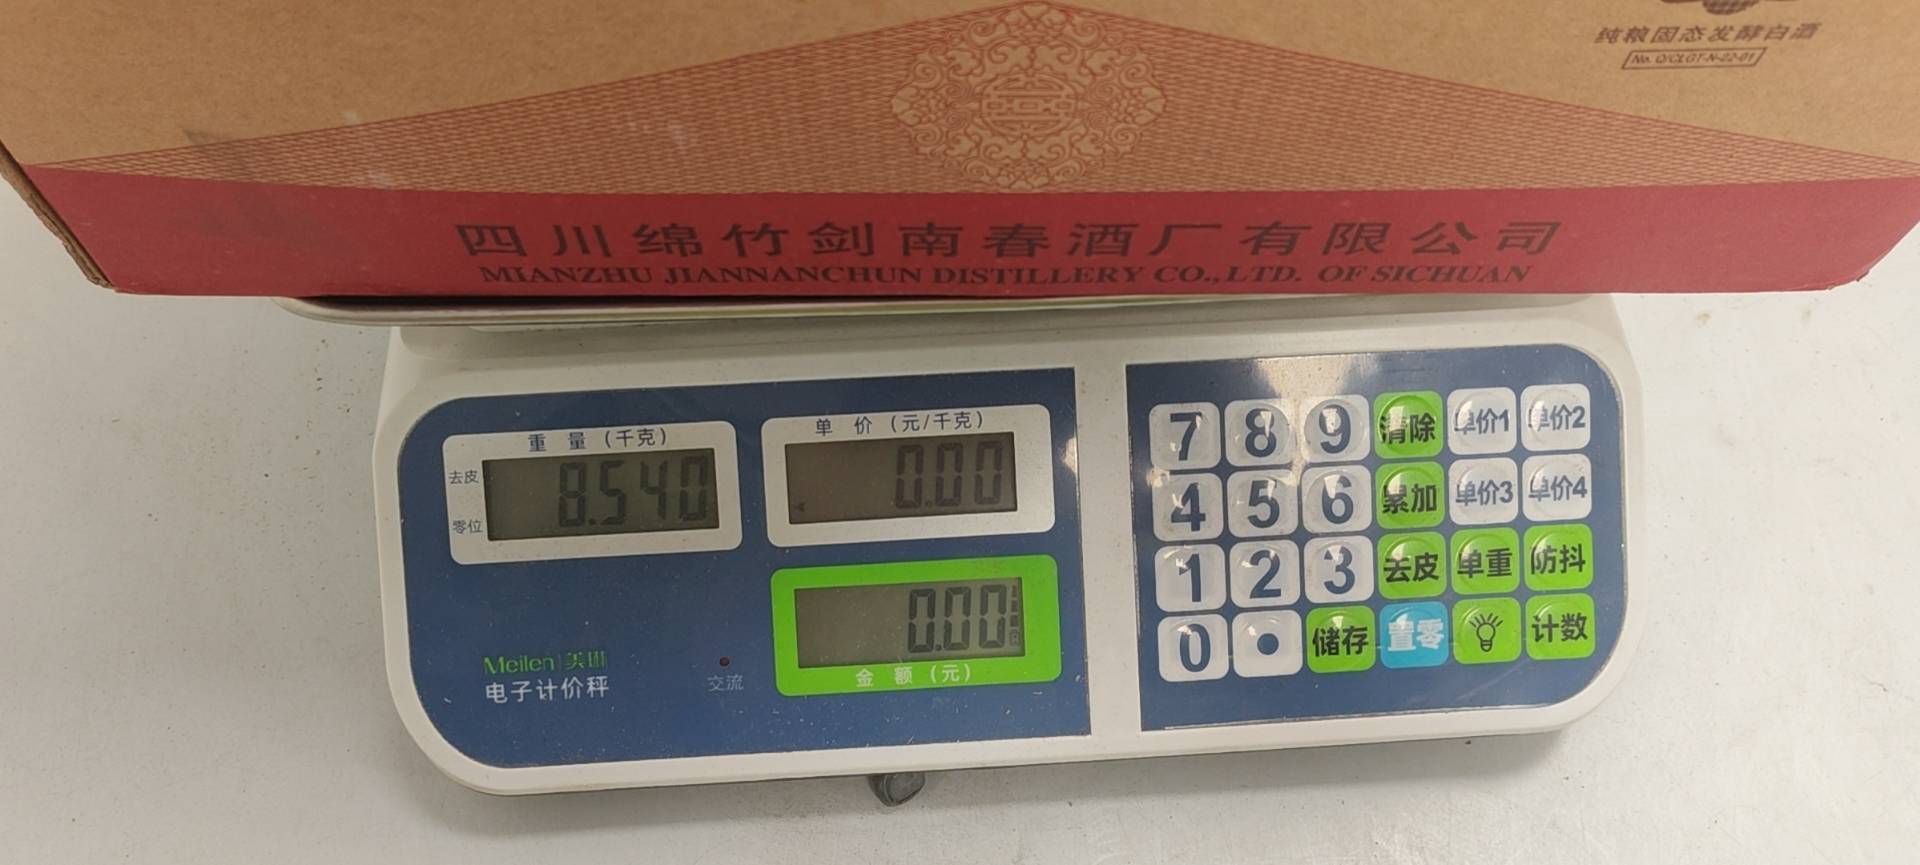 纯粮固态发酵白酒
No. Q/CLGT-N-22-01
四川绵竹剑南春酒厂有限公司
MIANZHU JIANNANCHUN DISTILLERY CO.,LTD. OF SICHUAN
重 量 (千克)
去皮
零位
8.540
单 价 (元/千克)
0.00
0.00
金 额 (元)
Meilen 美琳
电子计价秤
交流
7 8 9 清除 单价1 单价2
4 5 6 累加 单价3 单价4
1 2 3 去皮 单重 防抖
0 • 储存 置零 计数